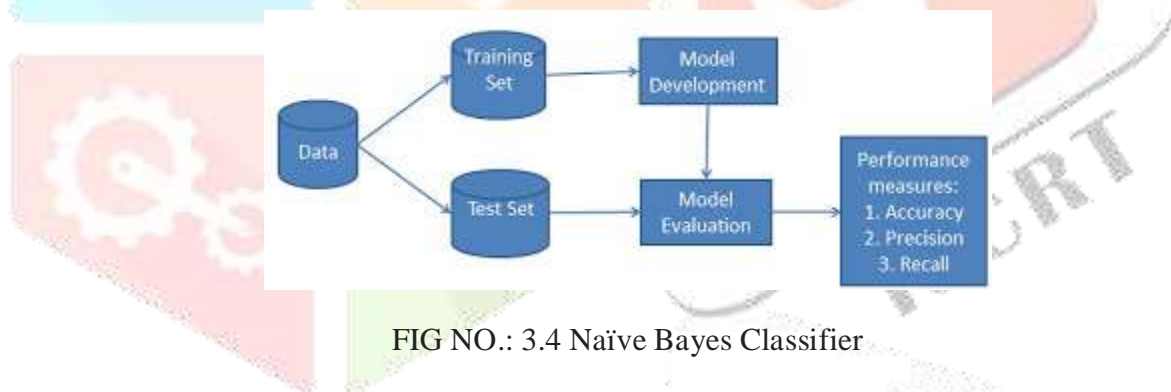 Data
Training
Set
Test Set
Model
Development
Model
Evaluation
Performance
measures:
1. Accuracy
2. Precision
3. Recall
FIG NO.: 3.4 Naïve Bayes Classifier